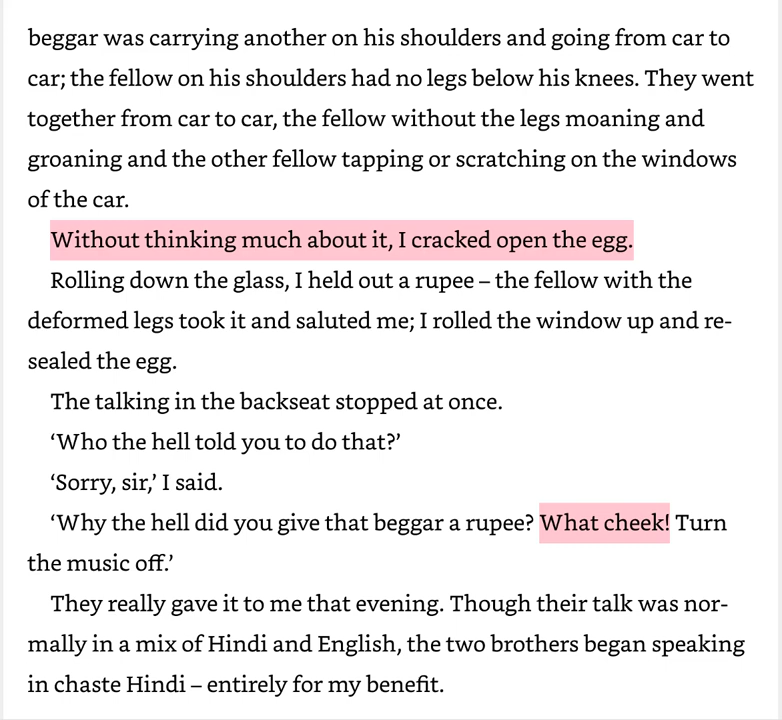 beggar was carrying another on his shoulders and going from car to
car; the fellow on his shoulders had no legs below his knees. They went
together from car to car, the fellow without the legs moaning and
groaning and the other fellow tapping or scratching on the windows
of the car.
Without thinking much about it, I cracked open the egg.
Rolling down the glass, I held out a rupee – the fellow with the
deformed legs took it and saluted me; I rolled the window up and re-
sealed the egg.
The talking in the backseat stopped at once.
‘Who the hell told you to do that?’
‘Sorry, sir,’ I said.
‘Why the hell did you give that beggar a rupee? What cheek! Turn
the music off.’
They really gave it to me that evening. Though their talk was nor-
mally in a mix of Hindi and English, the two brothers began speaking
in chaste Hindi – entirely for my benefit.